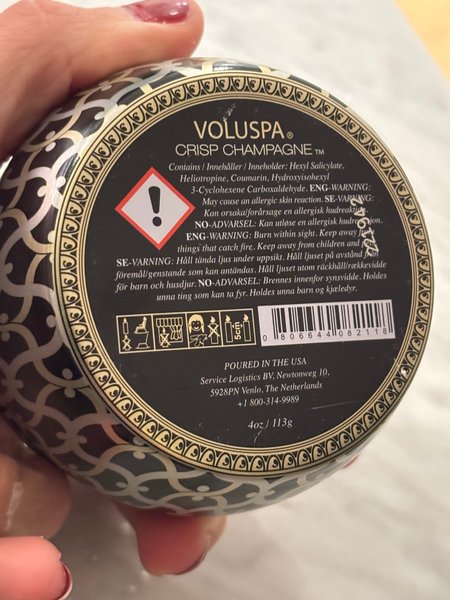 VOLUSPA®
CRISP CHAMPAGNE™
Contains / Innehåller / Inneholder: Hexyl Salicylate,
Heliotropine, Coumarin, Hydroxyisohexyl
3-Cyclohexene Carboxaldehyde. ENG-WARNING:
May cause an allergic skin reaction. SE-VARNING:
Kan orsaka/förårsage en allergisk hudreaktion.
NO-ADVARSEL: Kan utløse en allergisk hudreaksjon.
ENG-WARNING: Burn within sight. Keep away
things that catch fire. Keep away from children and
SE-VARNING: Håll tända ljus under uppsikt. Håll ljuset på avstånd
föremål/genstande som kan antändas. Håll ljuset utom räckhåll/rækkevidde
för barn och husdjur. NO-ADVARSEL: Brennes innenfor synsvidde. Holdes
unna ting som kan ta fyr. Holdes unna barn og kjæledyr.
0806644 082118
POURED IN THE USA
Service Logistics BV, Newtonweg 10,
5928PN Venlo, The Netherlands
+1 800-314-9989
4oz / 113g